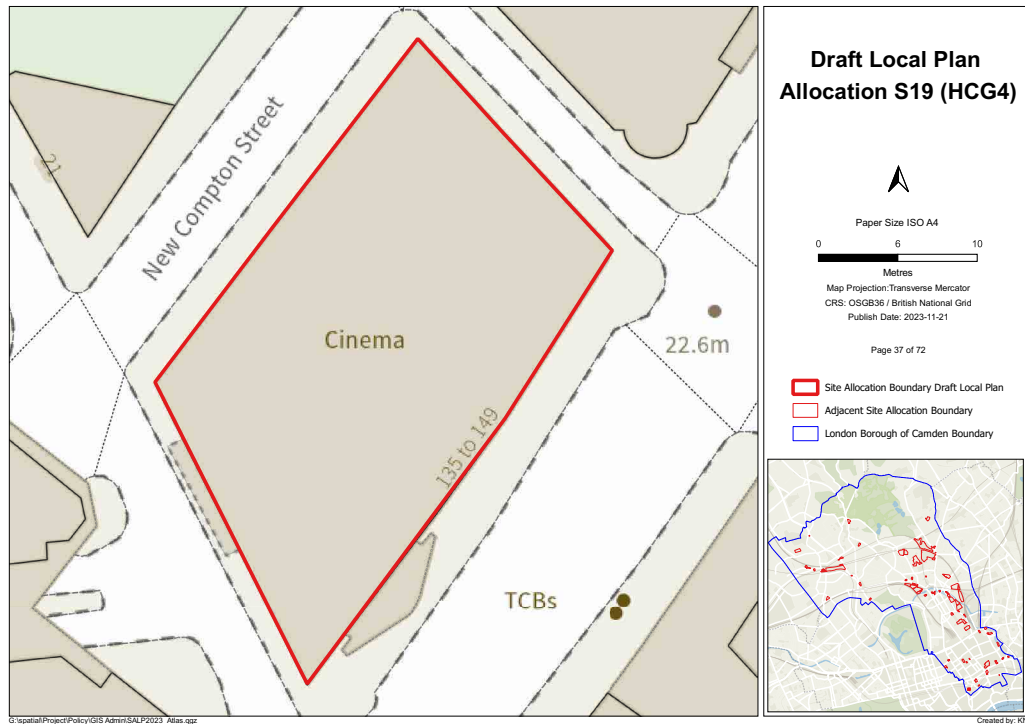 Draft Local Plan
Allocation S19 (HCG4)
Paper Size ISO A4
0 6 10
Metres
Map Projection:Transverse Mercator
CRS: OSGB36 / British National Grid
Publish Date: 2023-11-21
Page 37 of 72
Site Allocation Boundary Draft Local Plan
Adjacent Site Allocation Boundary
London Borough of Camden Boundary
21
New Compton Street
Cinema
22.6m
135 to 149
TCBs
G:\spatial\Project\Policy\GIS Admin\SALP2023_Atlas.qgz